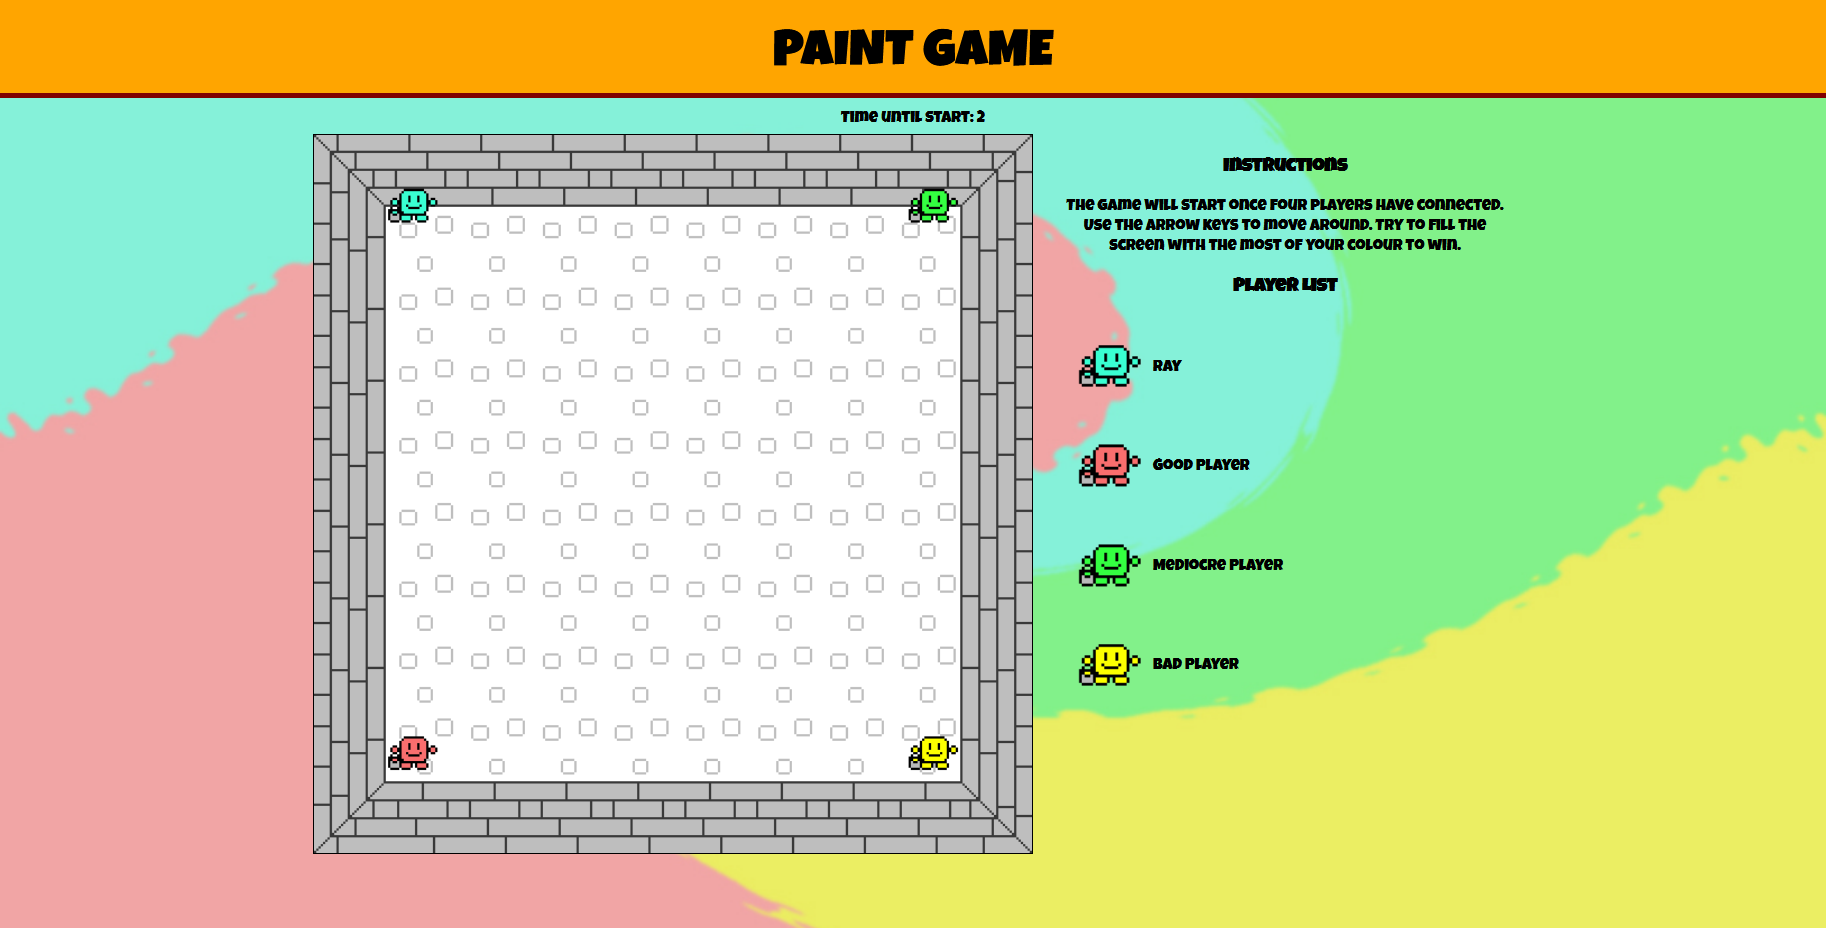 PAINT GAME
TIME UNTIL START: 2
INSTRUCTIONS
THE GAME WILL START ONCE FOUR PLAYERS HAVE CONNECTED.
USE THE ARROW KEYS TO MOVE AROUND. TRY TO FILL THE
SCREEN WITH THE MOST OF YOUR COLOUR TO WIN.
PLAYER LIST
RAY
GOOD PLAYER
MEDIOCRE PLAYER
BAD PLAYER